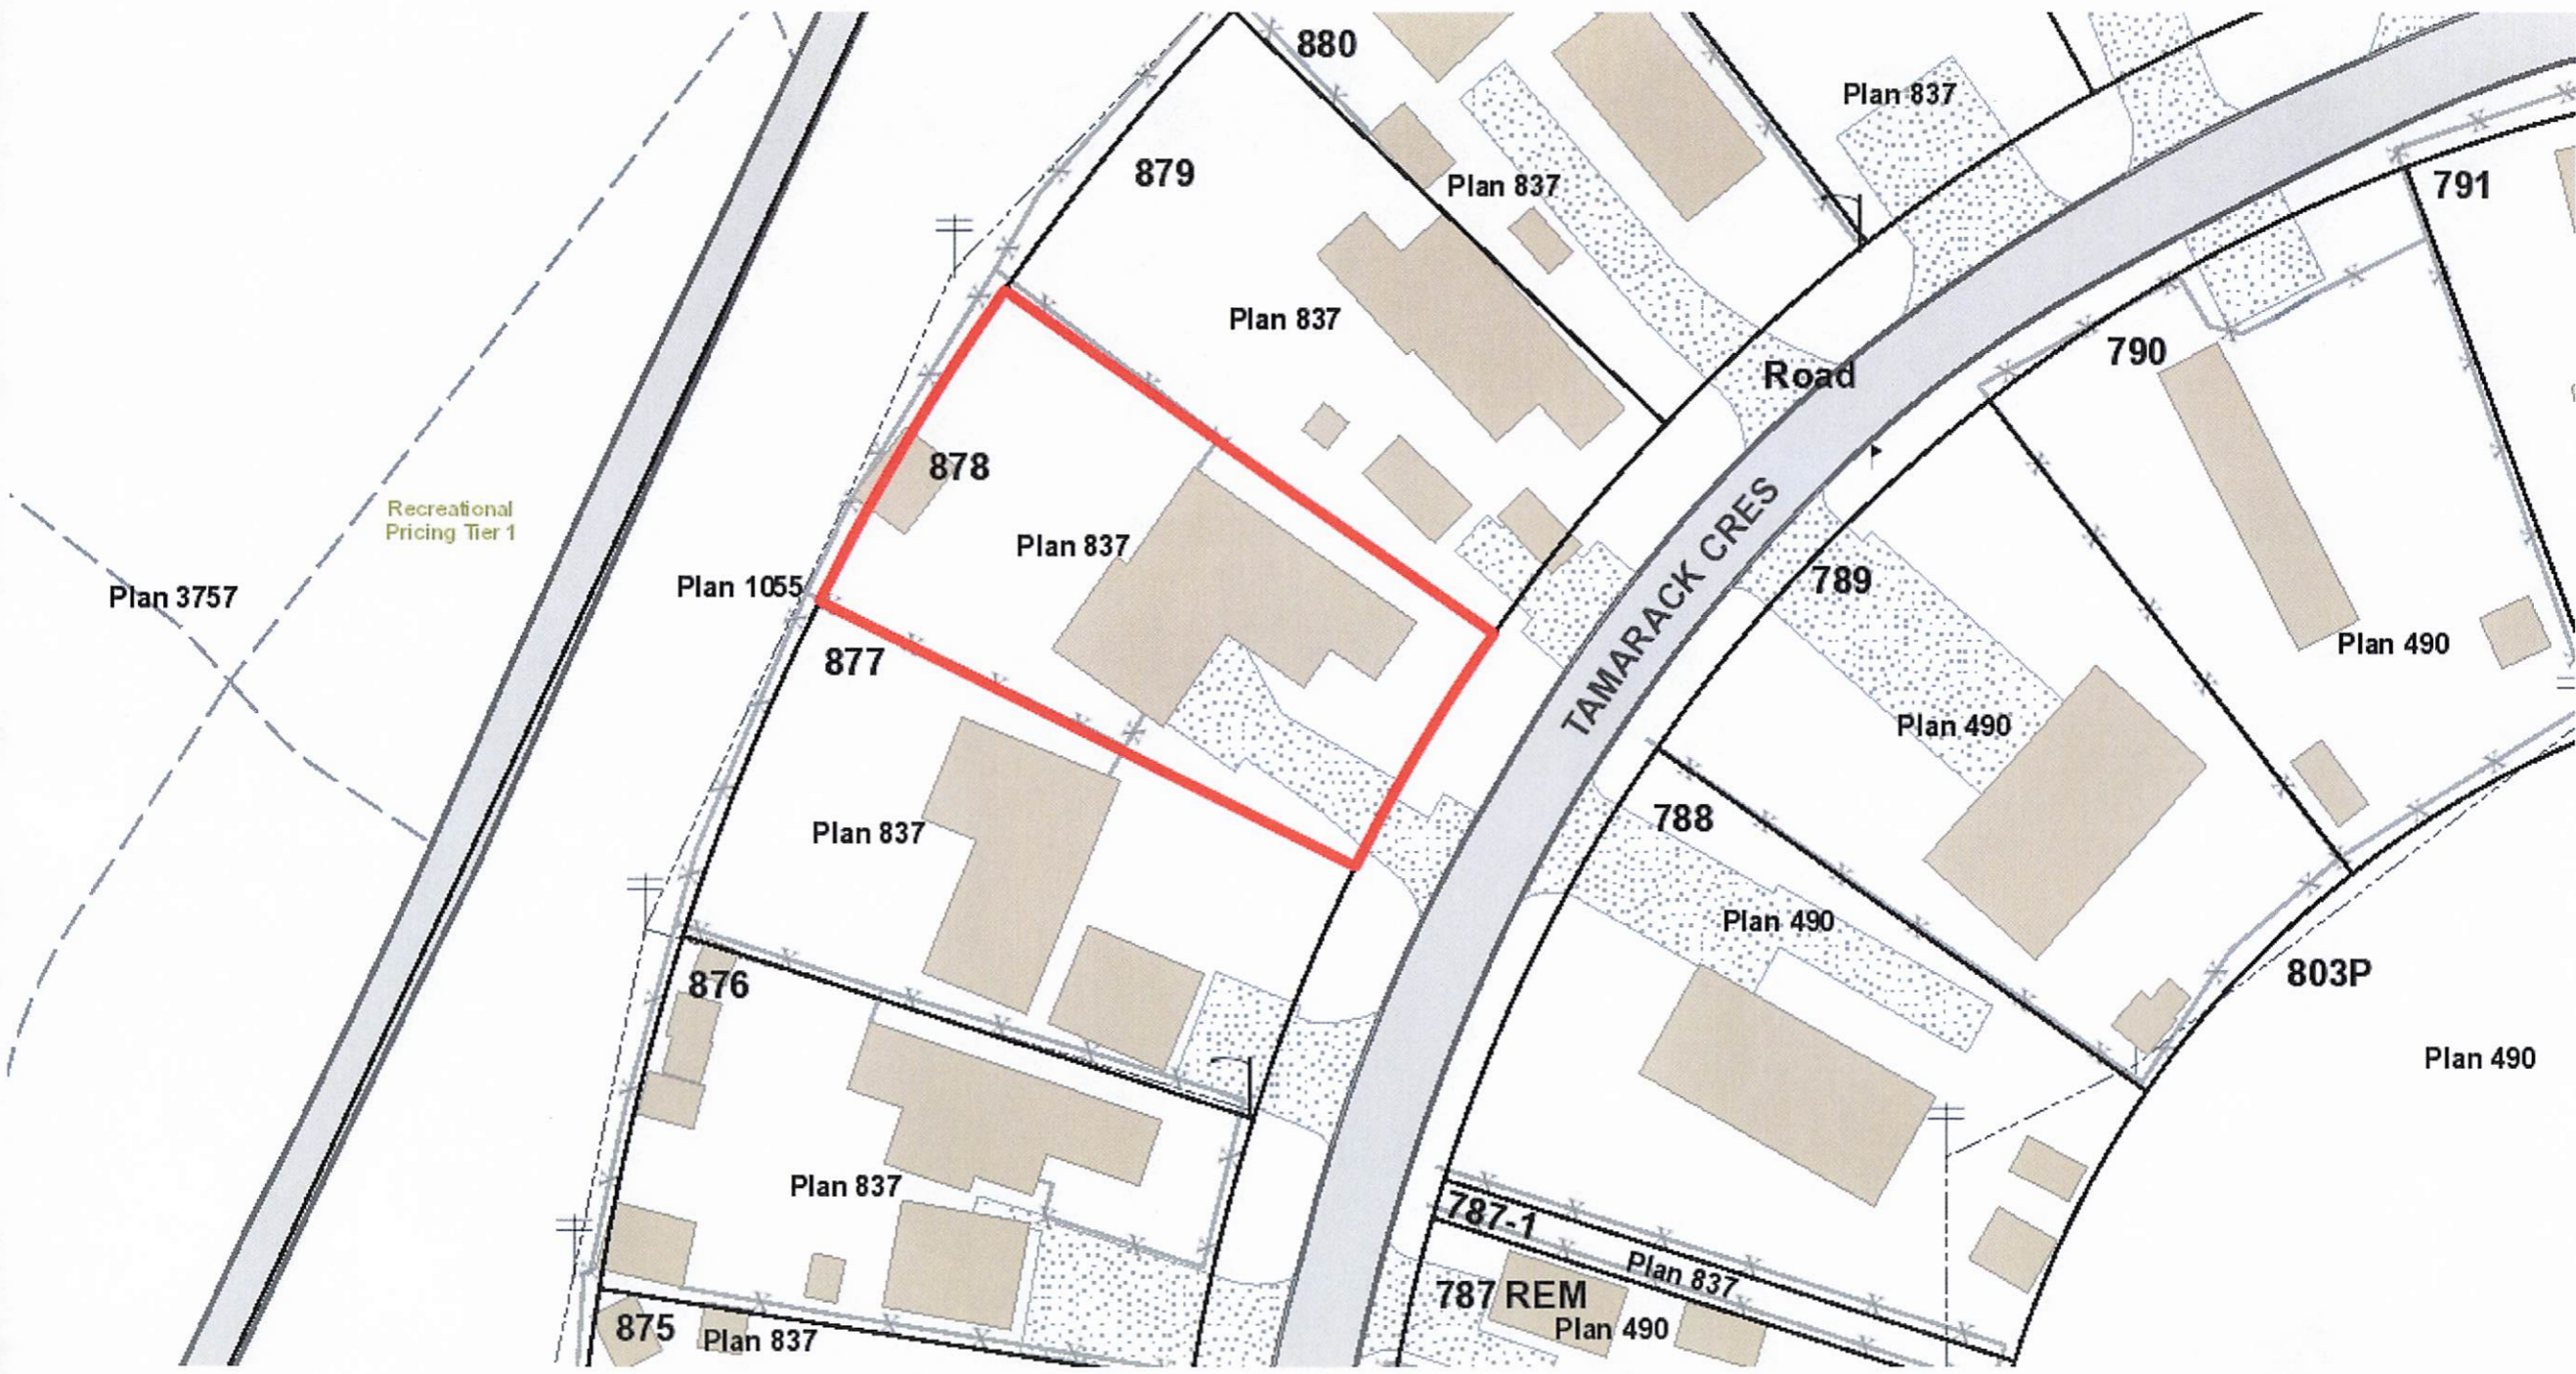 880
Plan 837
879
Plan 837
791
Plan 837
Road
790
878
Recreational
Pricing Tier 1
Plan 837
TAMARACK CRES
789
Plan 1055
Plan 3757
877
Plan 490
Plan 490
788
Plan 837
Plan 490
803P
876
Plan 490
Plan 837
787-1
Plan 837
787 REM
Plan 490
875
Plan 837